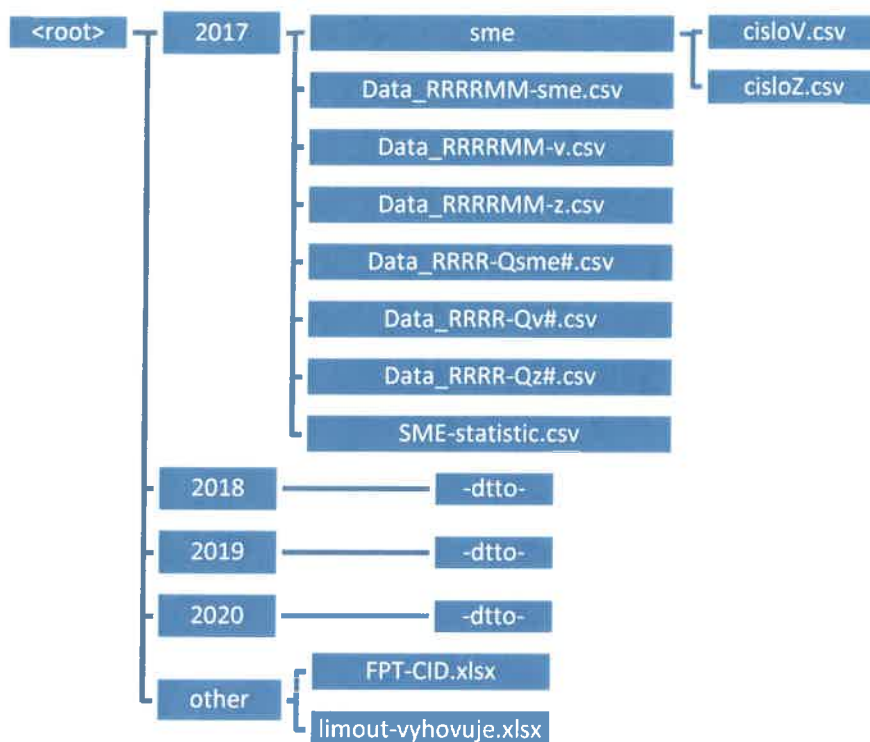 <root>
2017
sme
cisloV.csv
cisloZ.csv
Data_RRRRMM-sme.csv
Data_RRRRMM-v.csv
Data_RRRRMM-z.csv
Data_RRRR-Qsme#.csv
Data_RRRR-Qv#.csv
Data_RRRR-Qz#.csv
SME-statistic.csv
2018
-dtto-
2019
-dtto-
2020
-dtto-
other
FPT-CID.xlsx
limout-vyhovuje.xlsx